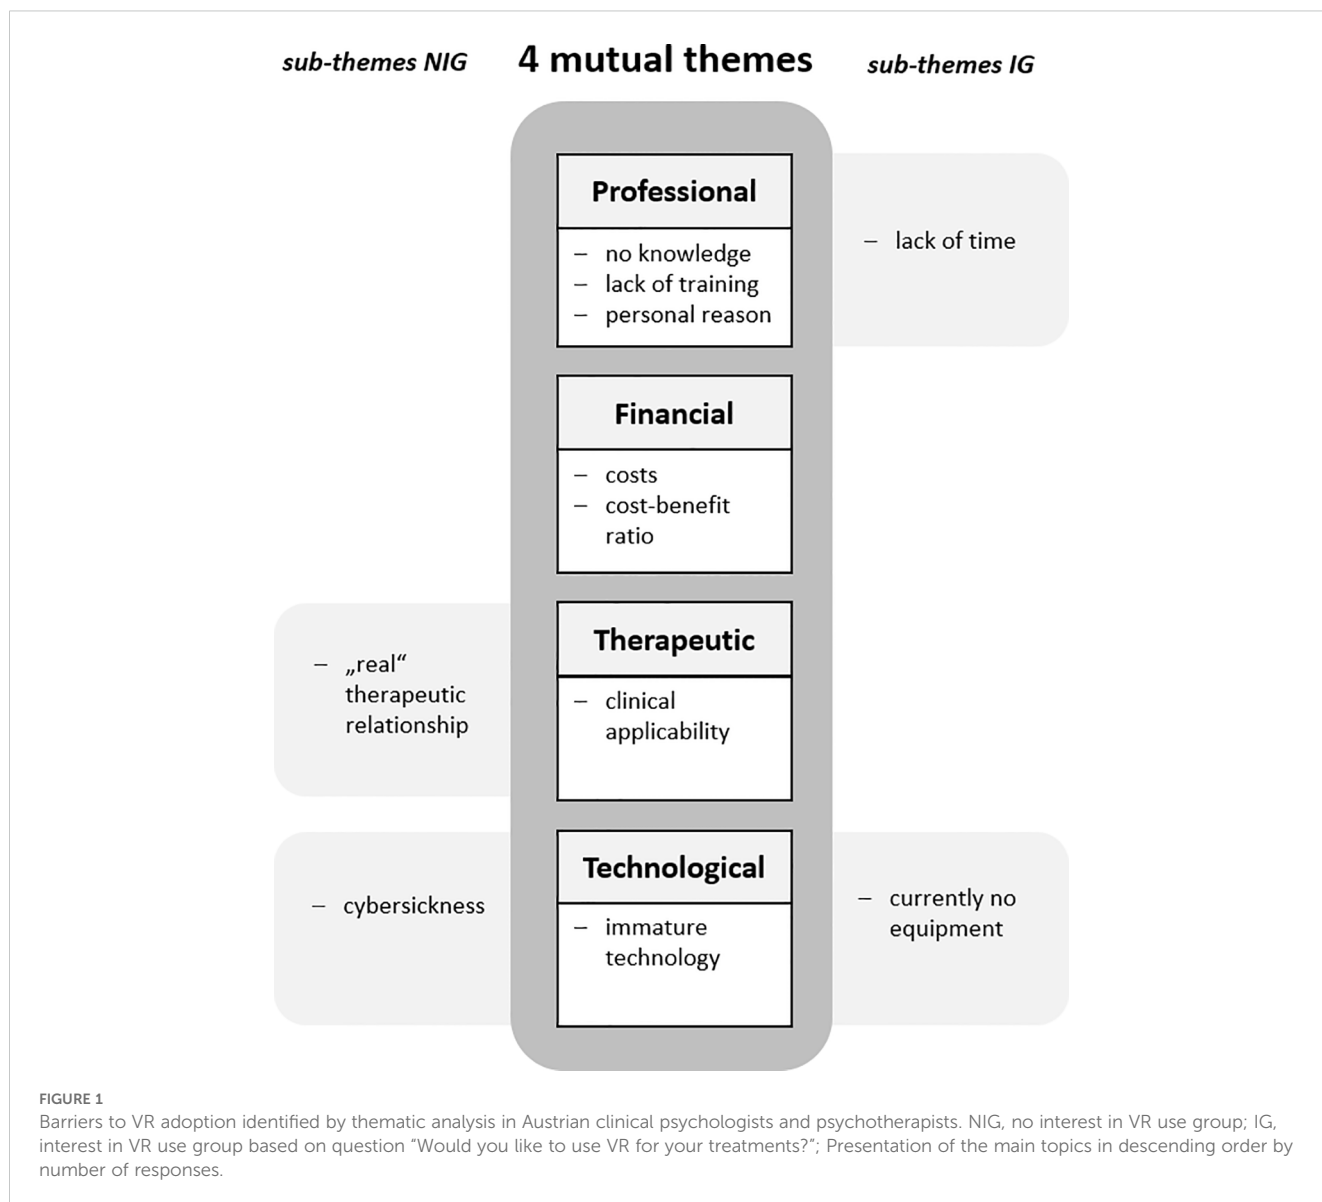 sub-themes NIG
4 mutual themes
sub-themes IG
Professional
– no knowledge
– lack of training
– personal reason
– lack of time
Financial
– costs
– cost-benefit
ratio
– „real“
therapeutic
relationship
Therapeutic
– clinical
applicability
– cybersickness
Technological
– immature
technology
– currently no
equipment
FIGURE 1
Barriers to VR adoption identified by thematic analysis in Austrian clinical psychologists and psychotherapists. NIG, no interest in VR use group; IG,
interest in VR use group based on question “Would you like to use VR for your treatments?”; Presentation of the main topics in descending order by
number of responses.